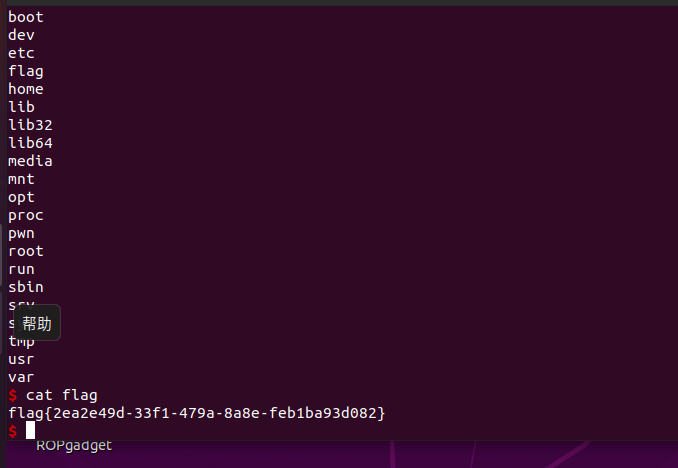 boot
dev
etc
flag
home
lib
lib32
lib64
media
mnt
opt
proc
pwn
root
run
sbin
srv
帮助
tmp
usr
var
$ cat flag
flag{2ea2e49d-33f1-479a-8a8e-feb1ba93d082}
$
ROPgadget